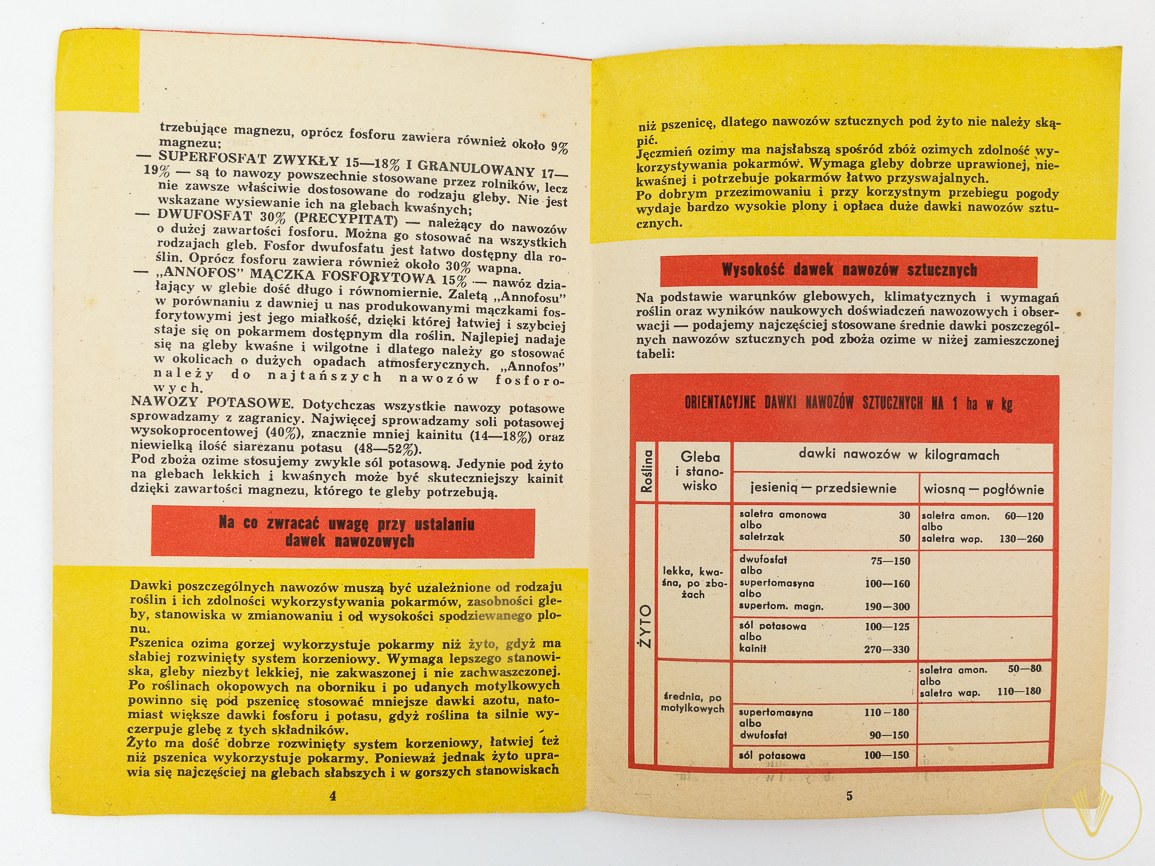 trzebujące magnezu, oprócz fosforu zawiera również około 9%
magnezu;
— SUPERFOSFAT ZWYKŁY 15—18% I GRANULOWANY 17—
19% — są to nawozy powszechnie stosowane przez rolników, lecz
nie zawsze właściwie dostosowane do rodzaju gleby. Nie jest
wskazane wysiewanie ich na glebach kwaśnych;
— DWUFOSFAT 30% (PRECYPITAT) — należący do nawozów
o dużej zawartości fosforu. Można go stosować na wszystkich
rodzajach gleb. Fosfor dwufosfatu jest łatwo dostępny dla ro-
ślin. Oprócz fosforu zawiera również około 30% wapna.
— „ANNOFOS” MĄCZKA FOSFORYTOWA 15% — nawóz dzia-
łający w glebie dość długo i równomiernie. Zaletą „Annofosu”
w porównaniu z dawniej u nas produkowanymi mączkami fos-
forytowymi jest jego miałkość, dzięki której łatwiej i szybciej
staje się on pokarmem dostępnym dla roślin. Najlepiej nadaje
się na gleby kwaśne i wilgotne i dlatego należy go stosować
w okolicach o dużych opadach atmosferycznych. „Annofos”
należy do najtańszych nawozów fosforo-
wych.
NAWOZY POTASOWE. Dotychczas wszystkie nawozy potasowe
sprowadzamy z zagranicy. Najwięcej sprowadzamy soli potasowej
wysokoprocentowej (40%), znacznie mniej kainitu (14—18%) oraz
niewielką ilość siarczanu potasu (48—52%).
Pod zboża ozime stosujemy zwykle sól potasową. Jedynie pod żyto
na glebach lekkich i kwaśnych może być skuteczniejszy kainit
dzięki zawartości magnezu, którego te gleby potrzebują.
Na co zwracać uwagę przy ustalaniu
dawek nawozowych
Dawki poszczególnych nawozów muszą być uzależnione od rodzaju
roślin i ich zdolności wykorzystywania pokarmów, zasobności gle-
by, stanowiska w zmianowaniu i od wysokości spodziewanego plo-
nu.
Pszenica ozima gorzej wykorzystuje pokarmy niż żyto, gdyż ma
słabiej rozwinięty system korzeniowy. Wymaga lepszego stanowi-
ska, gleby niezbyt lekkiej, nie zakwaszonej i nie zachwaszczonej.
Po roślinach okopowych na oborniku i po udanych motylkowych
powinno się pod pszenicę stosować mniejsze dawki azotu, nato-
miast większe dawki fosforu i potasu, gdyż roślina ta silnie wy-
czerpuje glebę z tych składników.
Żyto ma dość dobrze rozwinięty system korzeniowy, łatwiej też
niż pszenica wykorzystuje pokarmy. Ponieważ jednak żyto upra-
wia się najczęściej na glebach słabszych i w gorszych stanowiskach
4
niż pszenicę, dlatego nawozów sztucznych pod żyto nie należy ską-
pić.
Jęczmień ozimy ma najsłabszą spośród zbóż ozimych zdolność wy-
korzystywania pokarmów. Wymaga gleby dobrze uprawionej, nie-
kwaśnej i potrzebuje pokarmów łatwo przyswajalnych.
Po dobrym przezimowaniu i przy korzystnym przebiegu pogody
wydaje bardzo wysokie plony i opłaca duże dawki nawozów sztu-
cznych.
Wysokość dawek nawozów sztucznych
Na podstawie warunków glebowych, klimatycznych i wymagań
roślin oraz wyników naukowych doświadczeń nawozowych i obser-
wacji — podajemy najczęściej stosowane średnie dawki poszczegól-
nych nawozów sztucznych pod zboża ozime w niżej zamieszczonej
tabeli:
ORIENTACYJNE DAWKI NAWOZÓW SZTUCZNYCH NA 1 ha w kg
Roślina
Gleba
i stano-
wisko
dawki nawozów w kilogramach
jesienią — przedsiewnie
wiosną — pogłównie
ŻYTO
lekka, kwa-
śna, po zbo-
żach
saletra amonowa 30
albo
saletrzak 50
saletra amon. 60—120
albo
saletra wap. 130—260
dwufosfat 75—150
albo
supertomasyna 100—160
albo
supertom. magn. 190—300
sól potasowa 100—125
albo
kainit 270—330
średnia, po
motylkowych
saletra amon. 50—80
albo
saletra wap. 110—180
supertomasyna 110—180
albo
dwufosfat 90—150
sól potasowa 100—150
5